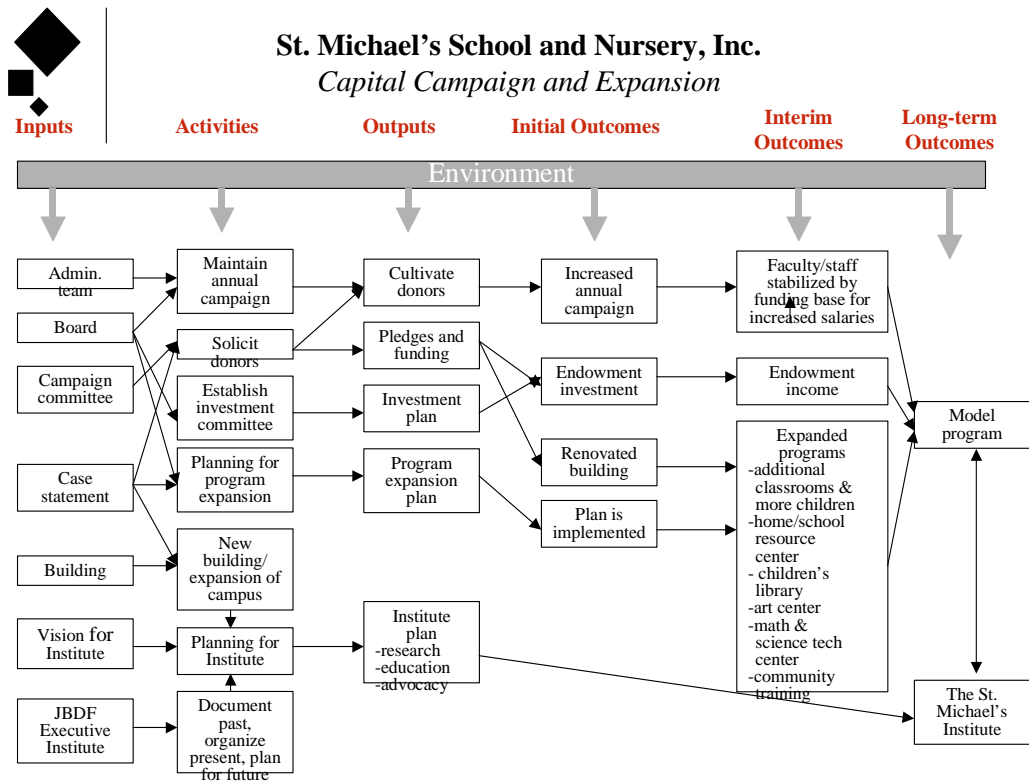 St. Michael's School and Nursery, Inc.
Capital Campaign and Expansion
Inputs
Activities
Outputs
Initial Outcomes
Interim
Outcomes
Long-term
Outcomes
Environment
Admin.
team
Board
Campaign
committee
Case
statement
Building
Vision for
Institute
JBDF
Executive
Institute
Maintain
annual
campaign
Solicit
donors
Establish
investment
committee
Planning for
program
expansion
New
building/
expansion of
campus
Planning for
Institute
Document
past,
organize
present, plan
for future
Cultivate
donors
Pledges and
funding
Investment
plan
Program
expansion
plan
Institute
plan
-research
-education
-advocacy
Increased
annual
campaign
Endowment
investment
Renovated
building
Plan is
implemented
Faculty/staff
stabilized by
funding base for
increased salaries
Endowment
income
Expanded
programs
-additional
classrooms &
more children
-home/school
resource
center
- children's
library
-art center
-math &
science tech
center
-community
training
Model
program
The St.
Michael's
Institute